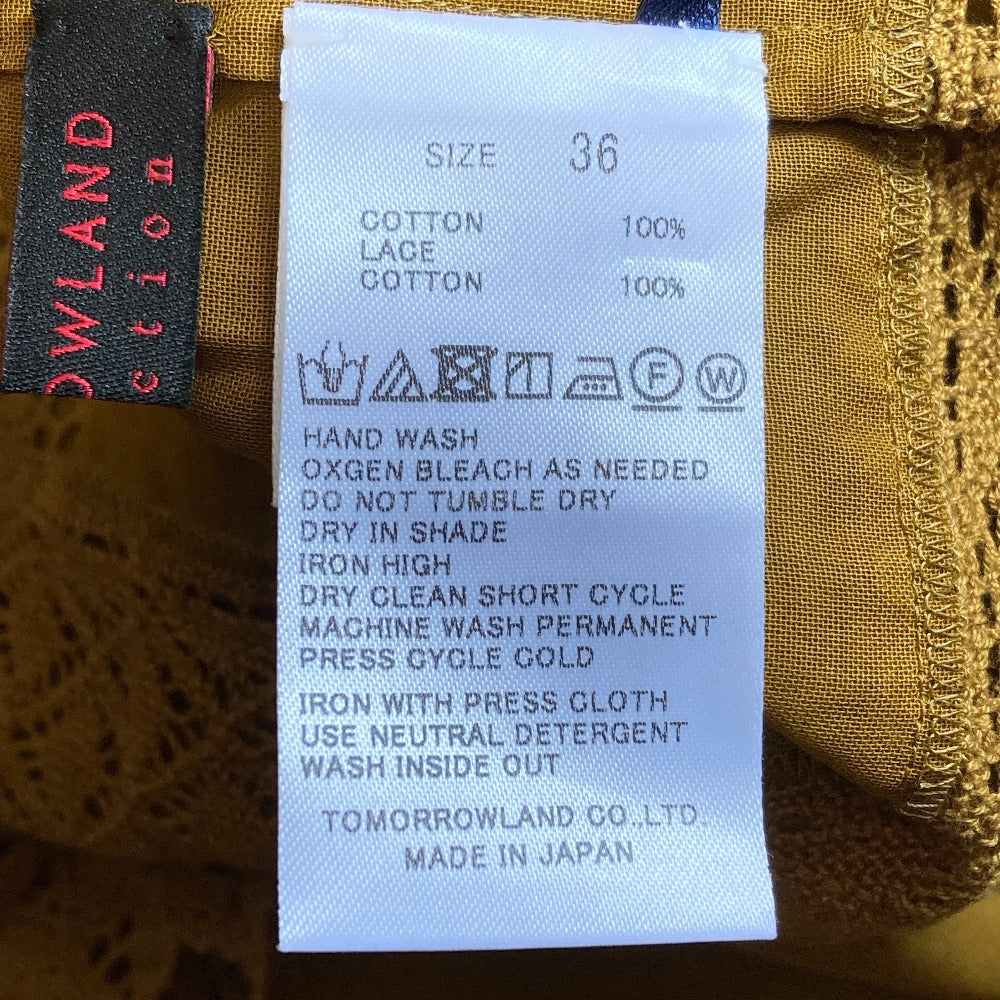 OWLAND
ction
SIZE 36
COTTON 100%
LACE
COTTON 100%
F W
HAND WASH
OXGEN BLEACH AS NEEDED
DO NOT TUMBLE DRY
DRY IN SHADE
IRON HIGH
DRY CLEAN SHORT CYCLE
MACHINE WASH PERMANENT
PRESS CYCLE COLD
IRON WITH PRESS CLOTH
USE NEUTRAL DETERGENT
WASH INSIDE OUT
TOMORROWLAND CO.,LTD.
MADE IN JAPAN